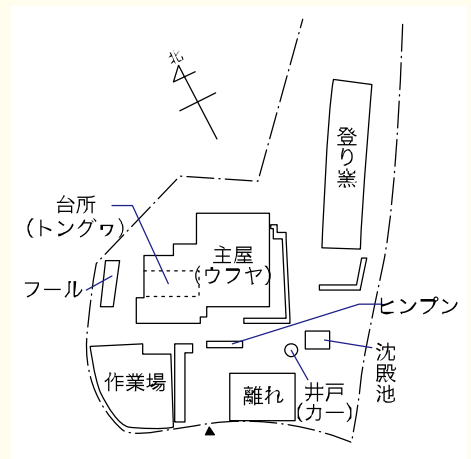 北
登り窯
台所
(トングヮ)
主屋
(ウフヤ)
フール
ヒンプン
沈殿池
作業場
離れ
井戸
(カー)